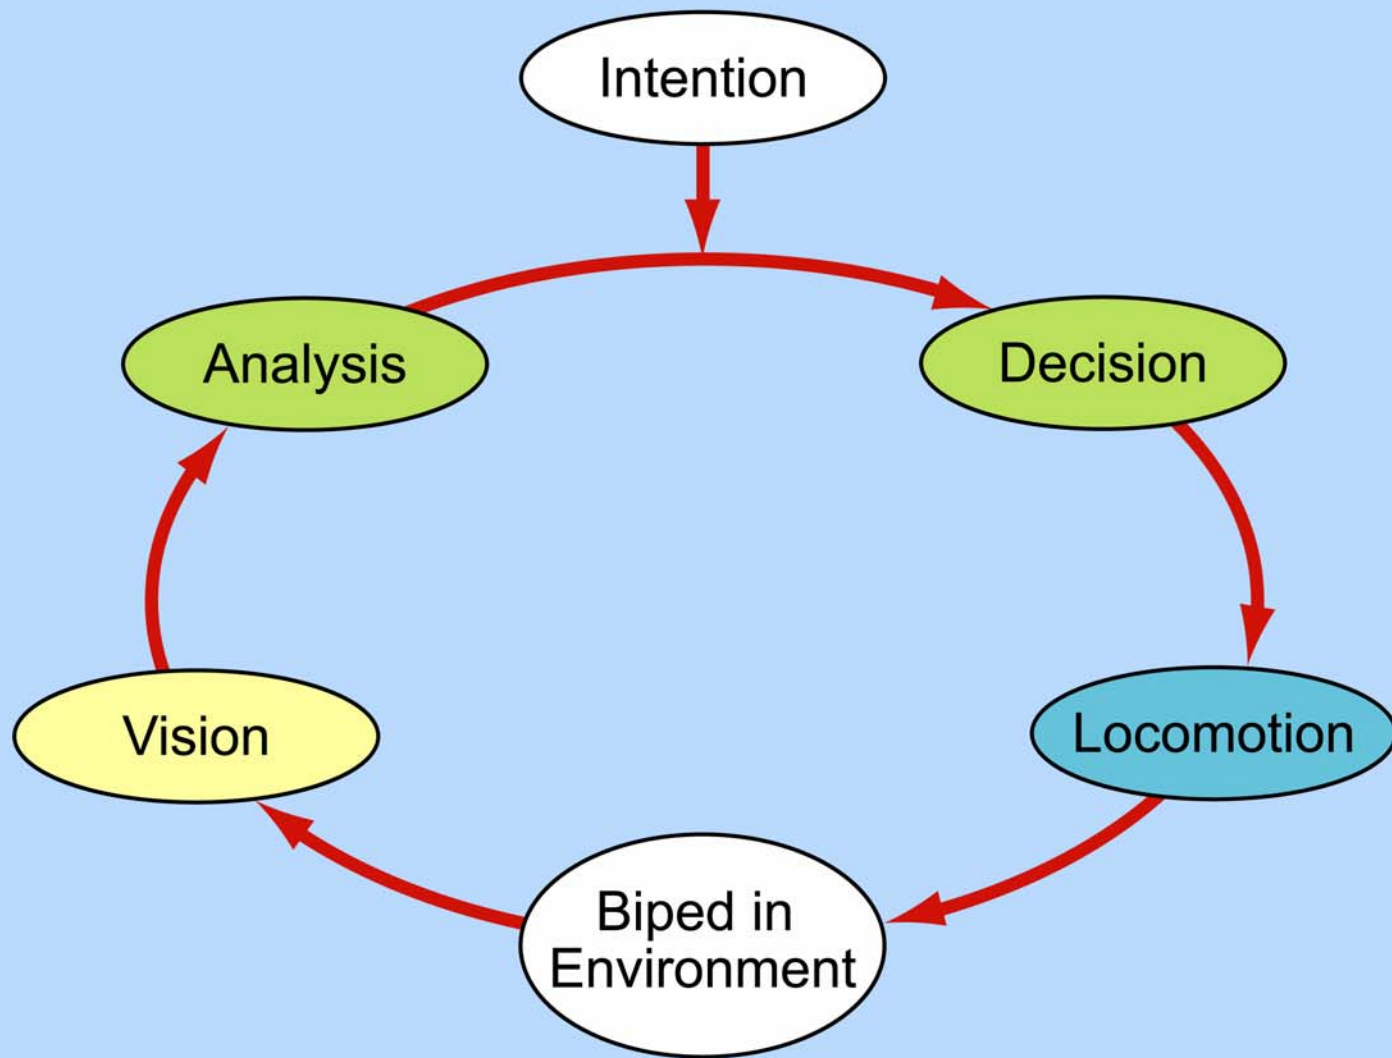 Intention
Analysis
Decision
Vision
Locomotion
Biped in
Environment